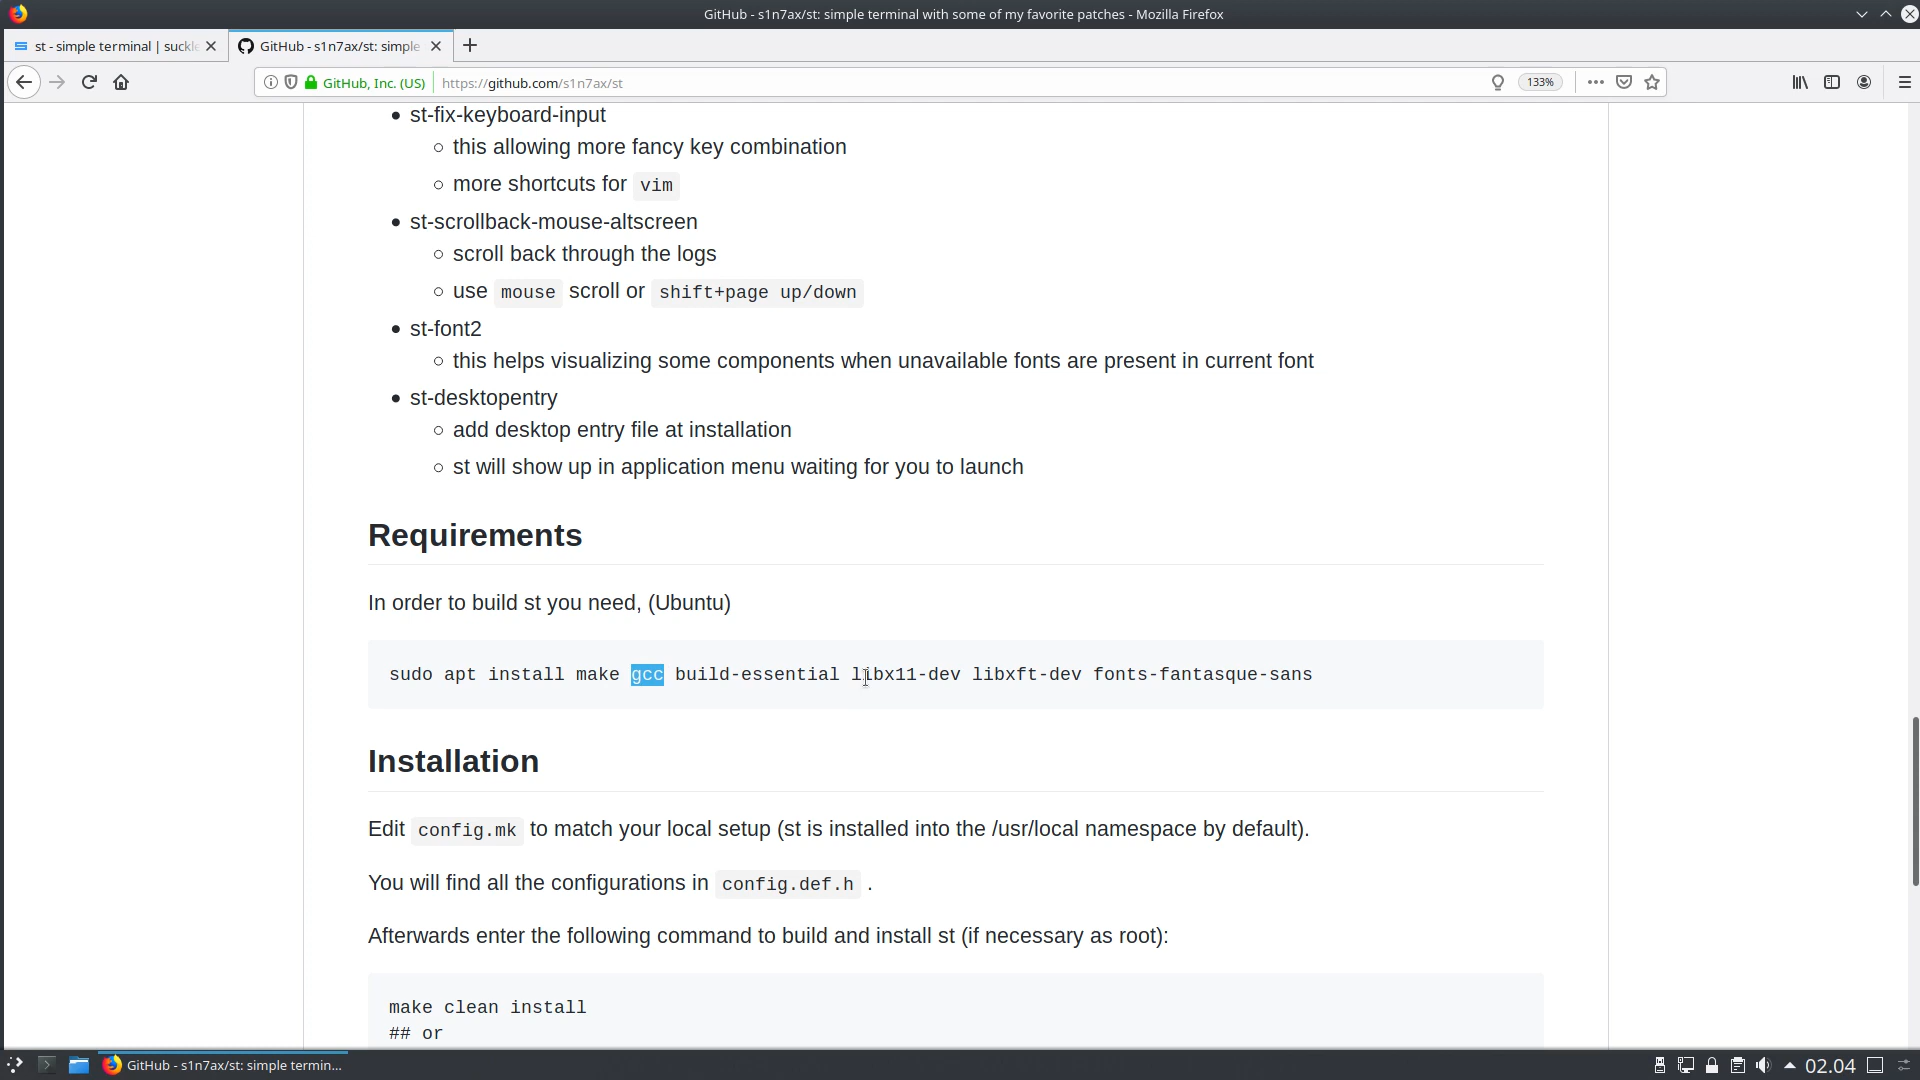 GitHub - s1n7ax/st: simple terminal with some of my favorite patches - Mozilla Firefox
st - simple terminal | suckle
GitHub - s1n7ax/st: simple
GitHub, Inc. (US)
https://github.com/s1n7ax/st
133%
st-fix-keyboard-input
this allowing more fancy key combination
more shortcuts for vim
st-scrollback-mouse-altscreen
scroll back through the logs
use mouse scroll or shift+page up/down
st-font2
this helps visualizing some components when unavailable fonts are present in current font
st-desktopentry
add desktop entry file at installation
st will show up in application menu waiting for you to launch
Requirements
In order to build st you need, (Ubuntu)
sudo apt install make gcc build-essential libx11-dev libxft-dev fonts-fantasque-sans
Installation
Edit config.mk to match your local setup (st is installed into the /usr/local namespace by default).
You will find all the configurations in config.def.h .
Afterwards enter the following command to build and install st (if necessary as root):
make clean install
## or
GitHub - s1n7ax/st: simple termin...
02.04